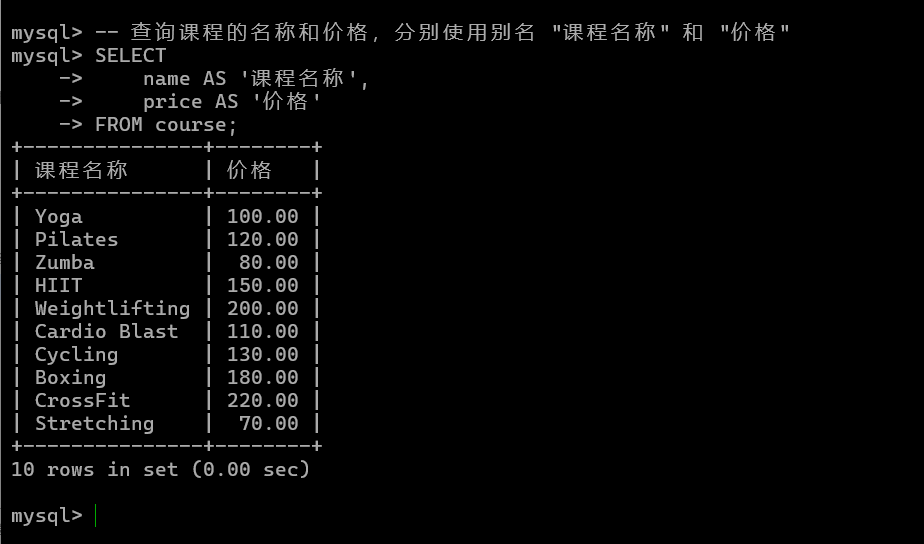 mysql> -- 查询课程的名称和价格，分别使用别名 "课程名称" 和 "价格"
mysql> SELECT
    ->     name AS '课程名称',
    ->     price AS '价格'
    -> FROM course;
+---------------+--------+
| 课程名称      | 价格   |
+---------------+--------+
| Yoga          | 100.00 |
| Pilates       | 120.00 |
| Zumba         |  80.00 |
| HIIT          | 150.00 |
| Weightlifting | 200.00 |
| Cardio Blast  | 110.00 |
| Cycling       | 130.00 |
| Boxing        | 180.00 |
| CrossFit      | 220.00 |
| Stretching    |  70.00 |
+---------------+--------+
10 rows in set (0.00 sec)
mysql>